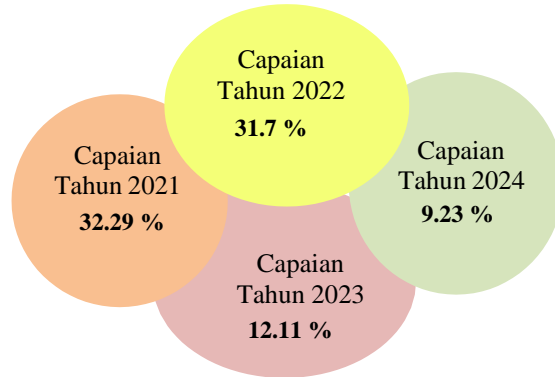 Capaian
Tahun 2021
32.29 %
Capaian
Tahun 2022
31.7 %
Capaian
Tahun 2023
12.11 %
Capaian
Tahun 2024
9.23 %